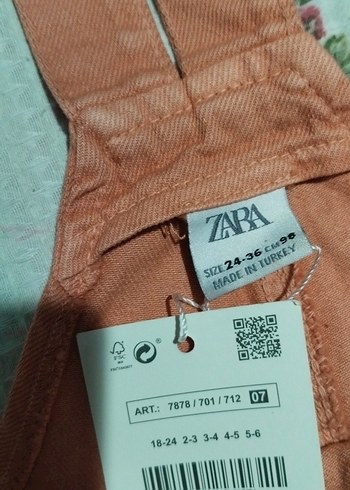 ZARA
SIZE 24-36 CM 98
MADE IN TURKEY
FSC
ART.: 7878 / 701 / 712 07
18-24 2-3 3-4 4-5 5-6